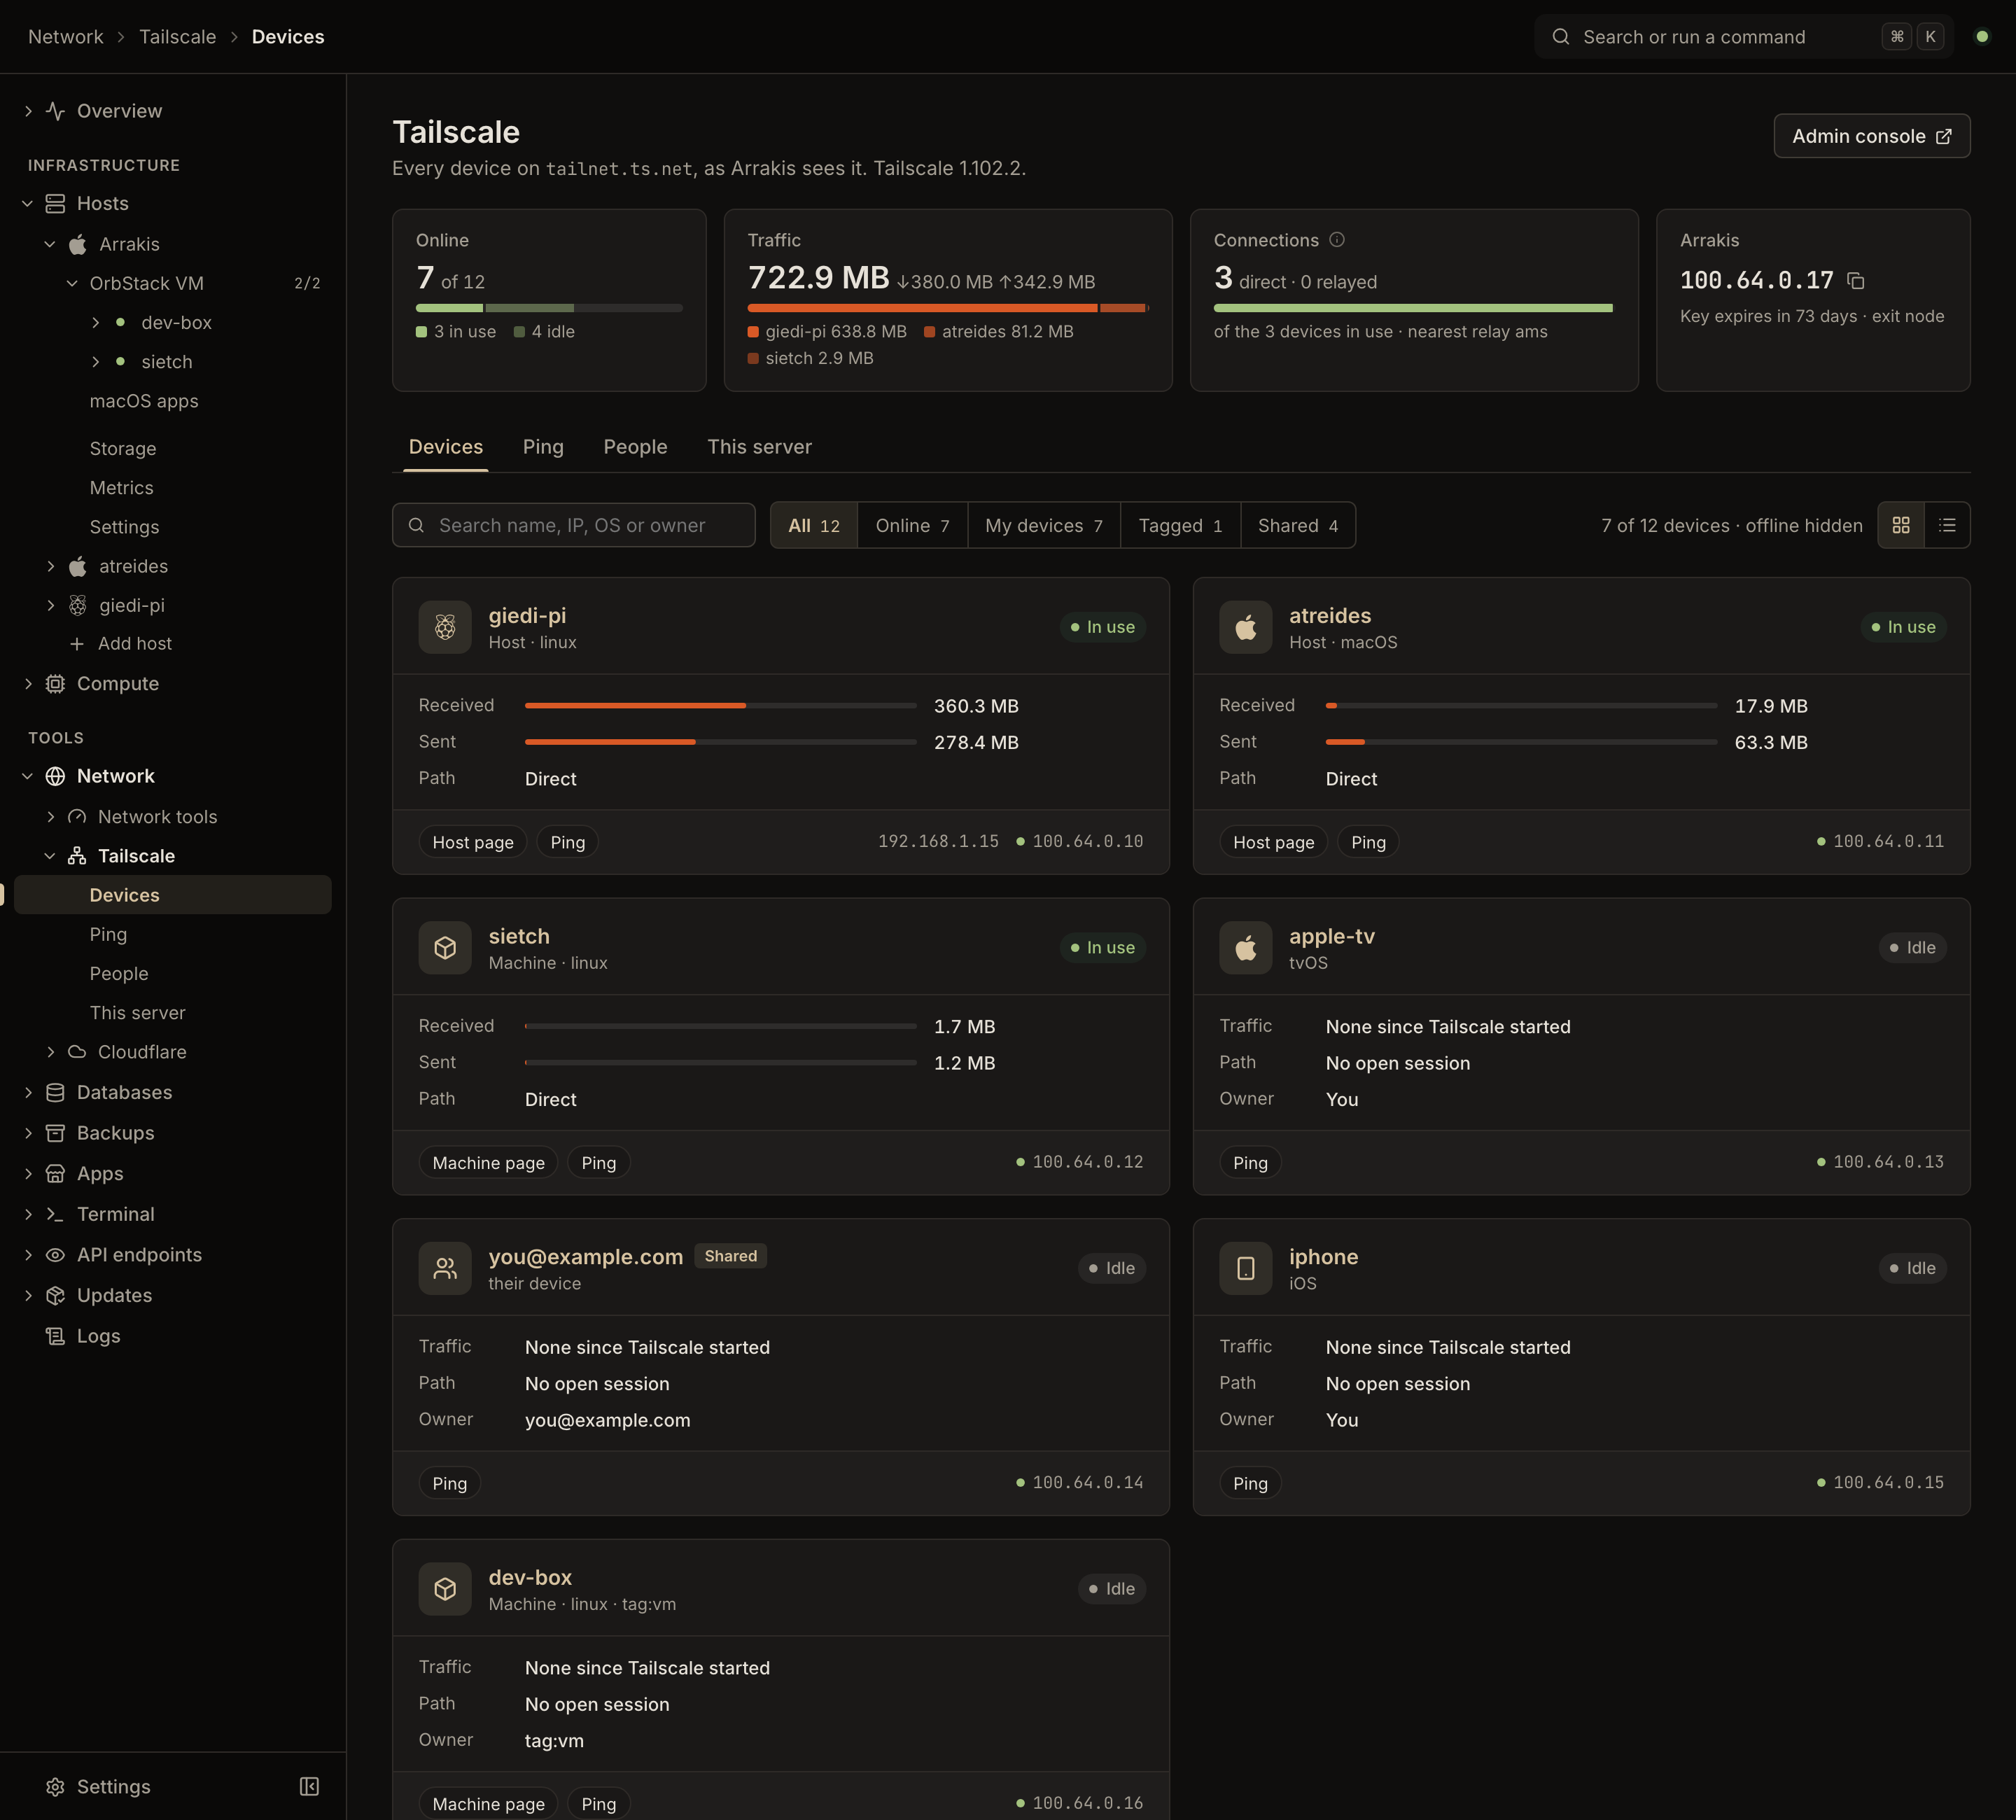 Network > Tailscale > Devices
Search or run a command ⌘ K
Overview
INFRASTRUCTURE
Hosts
Arrakis
OrbStack VM 2/2
dev-box
sietch
macOS apps
Storage
Metrics
Settings
atreides
giedi-pi
+ Add host
Compute
TOOLS
Network
Network tools
Tailscale
Devices
Ping
People
This server
Cloudflare
Databases
Backups
Apps
Terminal
API endpoints
Updates
Logs
Settings
Tailscale
Every device on tailnet.ts.net, as Arrakis sees it. Tailscale 1.102.2.
Admin console
Online
7 of 12
3 in use 4 idle
Traffic
722.9 MB ↓380.0 MB ↑342.9 MB
giedi-pi 638.8 MB atreides 81.2 MB
sietch 2.9 MB
Connections
3 direct · 0 relayed
of the 3 devices in use · nearest relay ams
Arrakis
100.64.0.17
Key expires in 73 days · exit node
Devices Ping People This server
Search name, IP, OS or owner
All 12 Online 7 My devices 7 Tagged 1 Shared 4
7 of 12 devices · offline hidden
giedi-pi
Host · linux
In use
Received 360.3 MB
Sent 278.4 MB
Path Direct
Host page Ping 192.168.1.15 100.64.0.10
atreides
Host · macOS
In use
Received 17.9 MB
Sent 63.3 MB
Path Direct
Host page Ping 100.64.0.11
sietch
Machine · linux
In use
Received 1.7 MB
Sent 1.2 MB
Path Direct
Machine page Ping 100.64.0.12
apple-tv
tvOS
Idle
Traffic None since Tailscale started
Path No open session
Owner You
Ping 100.64.0.13
you@example.com Shared
their device
Idle
Traffic None since Tailscale started
Path No open session
Owner you@example.com
Ping 100.64.0.14
iphone
iOS
Idle
Traffic None since Tailscale started
Path No open session
Owner You
Ping 100.64.0.15
dev-box
Machine · linux · tag:vm
Idle
Traffic None since Tailscale started
Path No open session
Owner tag:vm
Machine page Ping 100.64.0.16